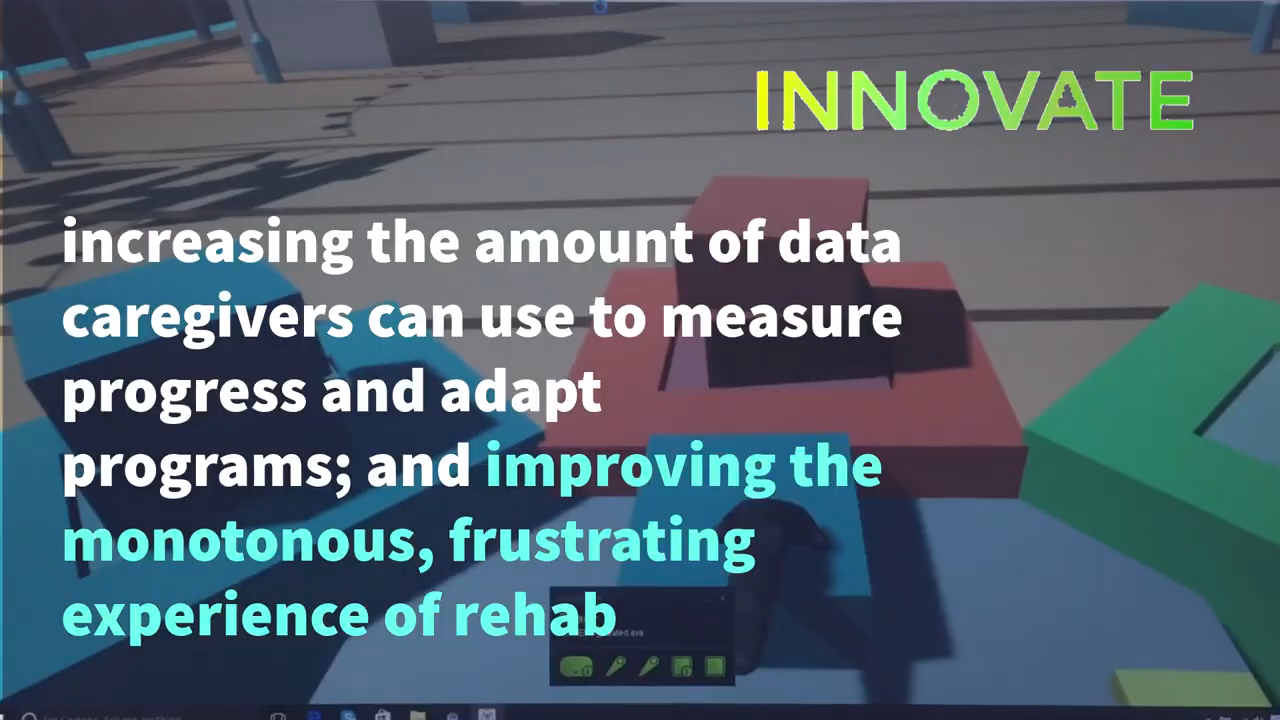 INNOVATE
increasing the amount of data
caregivers can use to measure
progress and adapt
programs; and improving the
monotonous, frustrating
experience of rehab